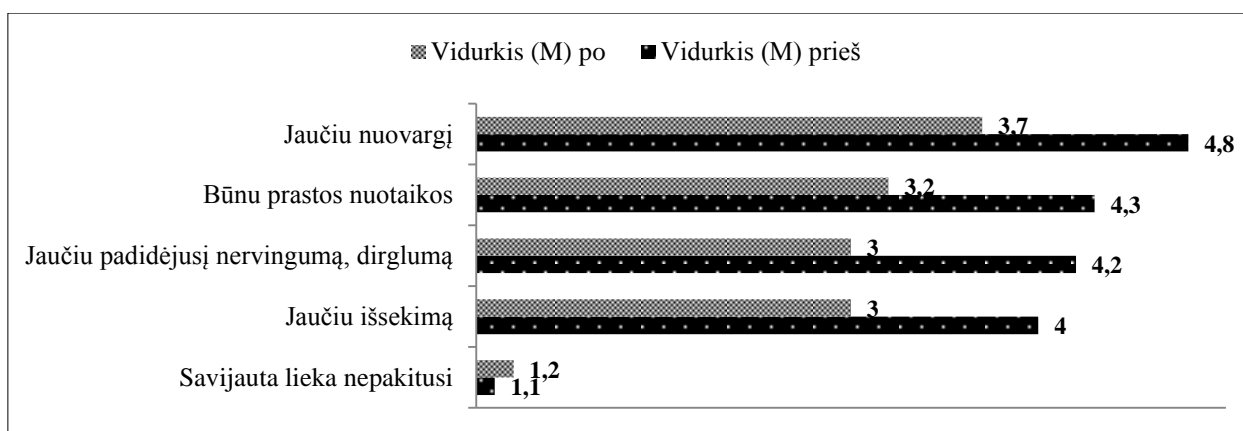 Vidurkis (M) po Vidurkis (M) prieš
Jaučiu nuovargį 3,7
4,8
Būnu prastos nuotaikos 3,2
4,3
Jaučiu padidėjusį nervingumą, dirglumą 3
4,2
Jaučiu išsekimą 3
4
Savijauta lieka nepakitusi 1,2
1,1